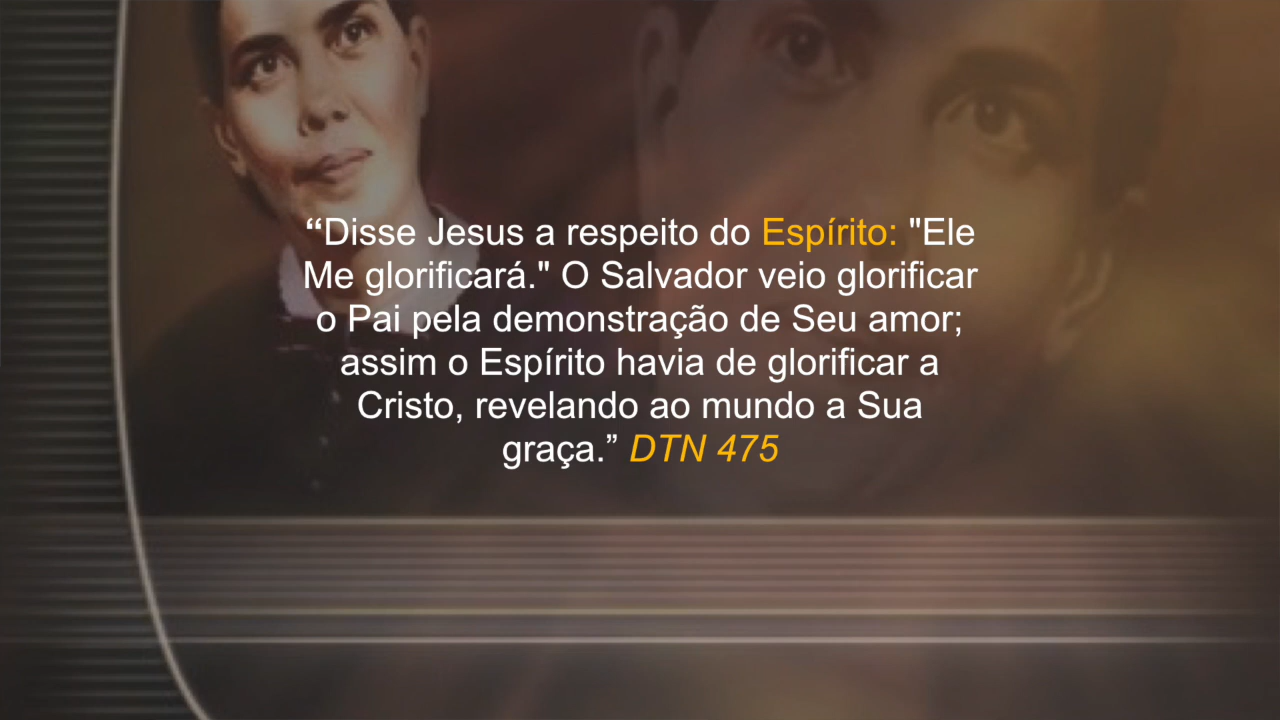 “Disse Jesus a respeito do Espírito: "Ele
Me glorificará." O Salvador veio glorificar
o Pai pela demonstração de Seu amor;
assim o Espírito havia de glorificar a
Cristo, revelando ao mundo a Sua
graça.” DTN 475